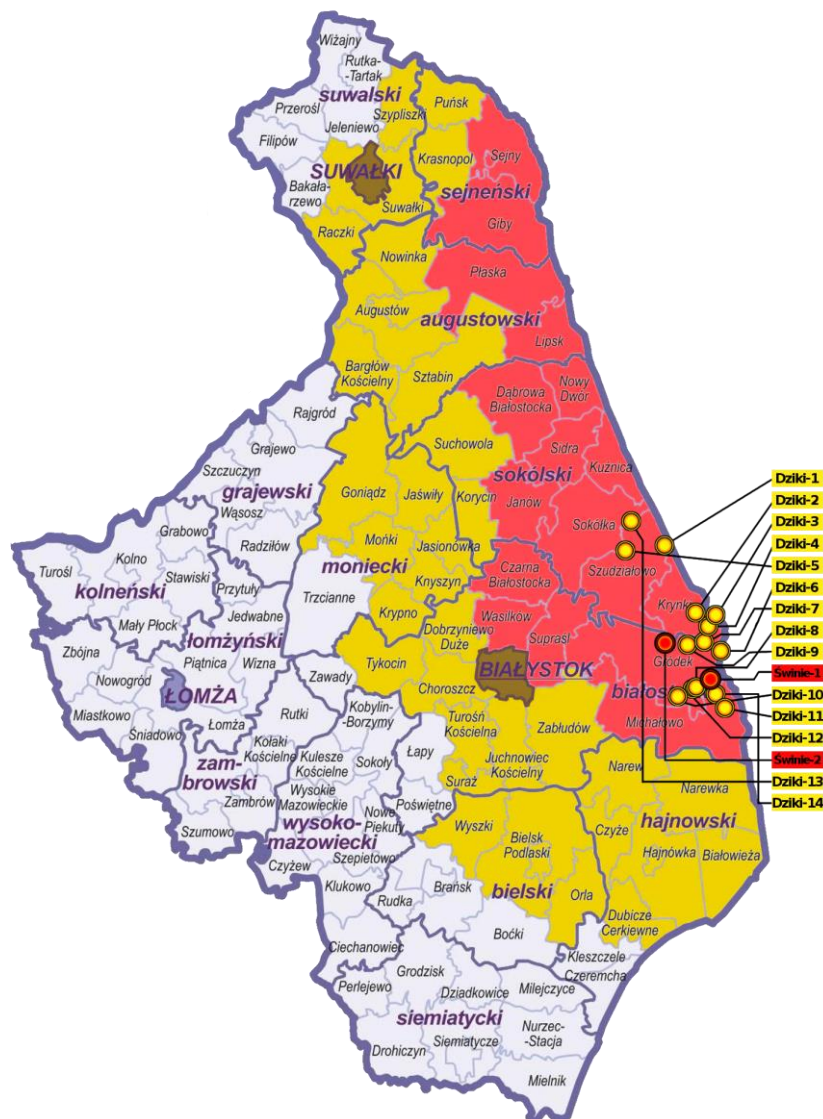 Wiżajny
Rutka-
-Tartak
suwalski
Puńsk
Przerośl
Szypliszki
Jeleniewo
Filipów
Krasnopol
Sejny
SUWAŁKI
Bakała-
rzewo
sejneński
Suwałki
Giby
Raczki
Nowinka
Płaska
Augustów
augustowski
Lipsk
Bargłów
Kościelny
Sztabin
Dąbrowa
Białostocka
Nowy
Dwór
Rajgród
Suchowola
Sidra
Grajewo
Kuźnica
Szczuczyn
sokólski
Dziki-1
grajewski
Goniądz
Jaświły
Korycin
Janów
Dziki-2
Wąsosz
Sokółka
Dziki-3
Grabowo
Mońki
Radziłów
Jasionówka
Dziki-4
Kolno
Turośl
Stawiski
moniecki
Czarna
Białostocka
Szudziałowo
Dziki-5
Knyszyn
kolneński
Przytuły
Trzcianne
Dziki-6
Krynk
Jedwabne
Krypno
Wasilków
Dziki-7
Mały Płock
Dobrzyniewo
Duże
łomżyński
Supraśl
Dziki-8
Zbójna
Piątnica
Wizna
Tykocin
Dziki-9
Zawady
BIAŁYSTOK
Gródek
Nowogród
Świnie-1
ŁOMŻA
Choroszcz
białos
Dziki-10
Miastkowo
Kobylin-
-Borzymy
Rutki
Łomża
Turośń
Kościelna
Zabłudów
Michałowo
Dziki-11
Śniadowo
Kołaki
Kościelne
Dziki-12
zam-
browski
Kulesze
Kościelne
Sokoły
Łapy
Juchnowiec
Kościelny
Świnie-2
Narew
Suraż
Dziki-13
Wysokie
Mazowieckie
Narewka
Zambrów
Nowe
Piekuty
Poświętne
Dziki-14
Szumowo
wysoko-
mazowiecki
Wyszki
Czyże
hajnowski
Bielsk
Podlaski
Szepietowo
Czyżew
Hajnówka
Białowieża
Klukowo
Brańsk
bielski
Orla
Rudka
Dubicze
Cerkiewne
Boćki
Ciechanowiec
Kleszczele
Grodzisk
Czeremcha
Perlejewo
Dziadkowice
Milejczyce
siemiatycki
Nurzec-
-Stacja
Siemiatycze
Drohiczyn
Mielnik